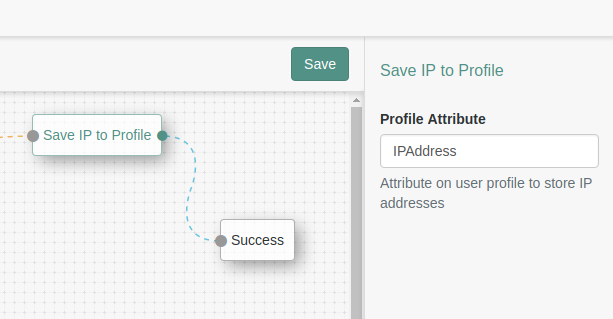 Save
Save IP to Profile
Success
Save IP to Profile
Profile Attribute
IPAddress
Attribute on user profile to store IP
addresses